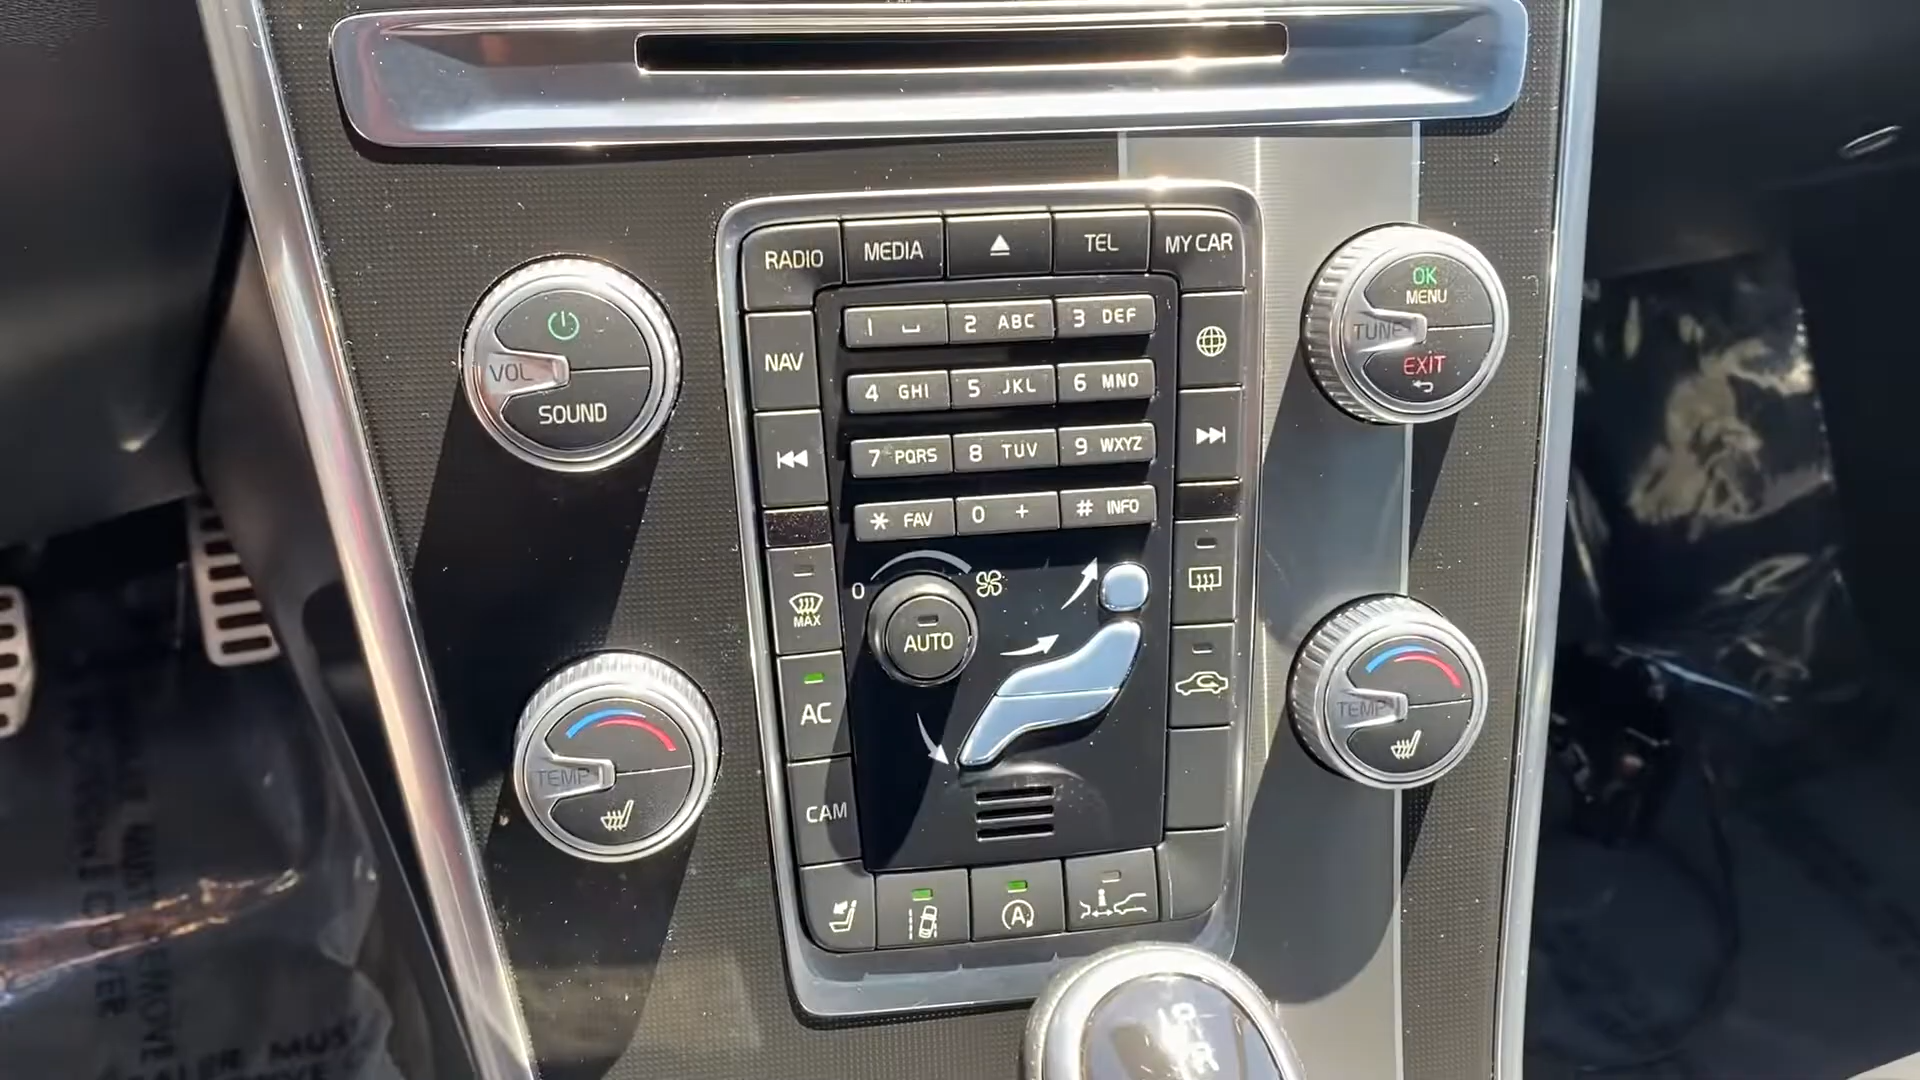 RADIO
MEDIA
TEL
MY CAR
1 2 ABC 3 DEF
4 GHI 5 JKL 6 MNO
7 PQRS 8 TUV 9 WXYZ
* FAV 0 + # INFO
VOL
SOUND
NAV
OK
MENU
TUNE
EXIT
0
AUTO
MAX
AC
CAM
TEMP
TEMP
A